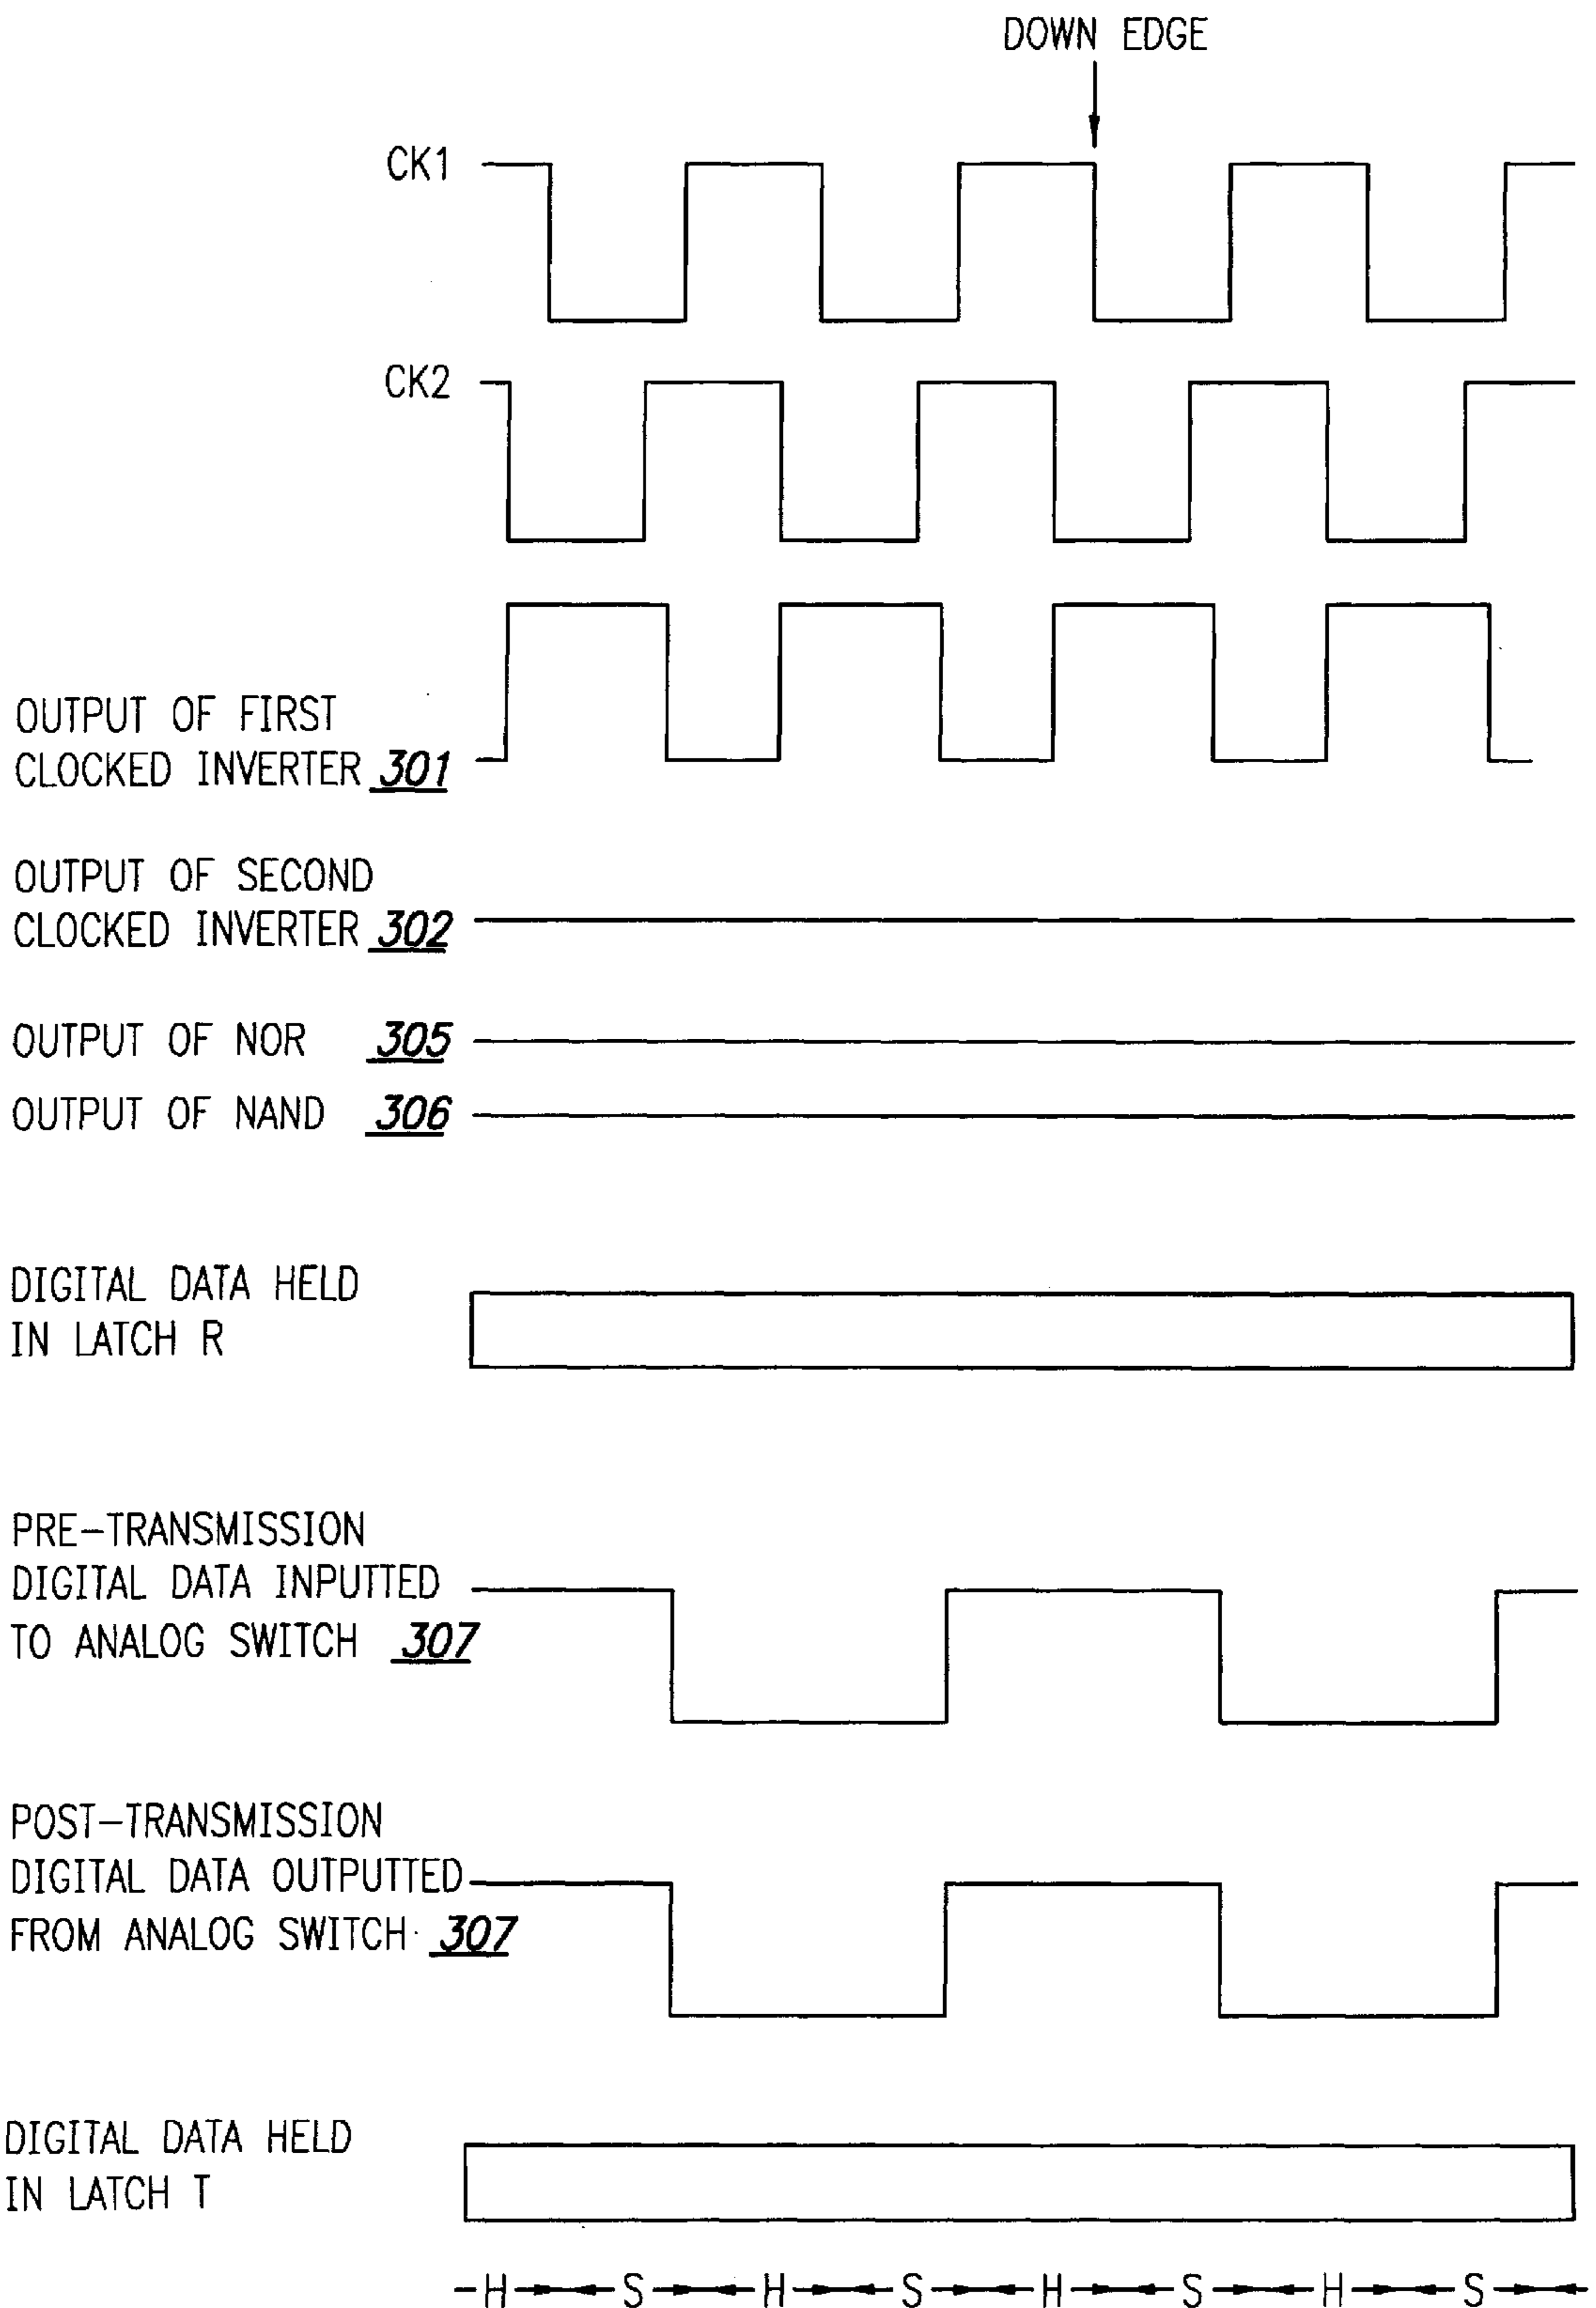 DOWN EDGE
CK1
CK2
OUTPUT OF FIRST
CLOCKED INVERTER 301
OUTPUT OF SECOND
CLOCKED INVERTER 302
OUTPUT OF NOR 305
OUTPUT OF NAND 306
DIGITAL DATA HELD
IN LATCH R
PRE-TRANSMISSION
DIGITAL DATA INPUTTED
TO ANALOG SWITCH 307
POST-TRANSMISSION
DIGITAL DATA OUTPUTTED
FROM ANALOG SWITCH 307
DIGITAL DATA HELD
IN LATCH T
H S H S H S H S